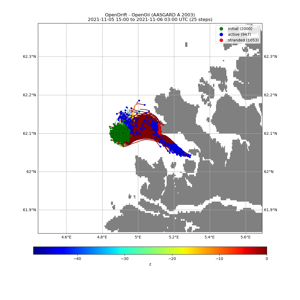 OpenDrift - OpenOil (AASGARD A 2003)
2021-11-05 15:00 to 2021-11-06 03:00 UTC (25 steps)
initial (2000)
active (947)
stranded (1053)
62.3°N 62.3°N
62.2°N 62.2°N
62.1°N 62.1°N
62°N 62°N
61.9°N 61.9°N
4.6°E 4.8°E 5°E 5.2°E 5.4°E 5.6°E
−40 −30 −20 −10 0
z